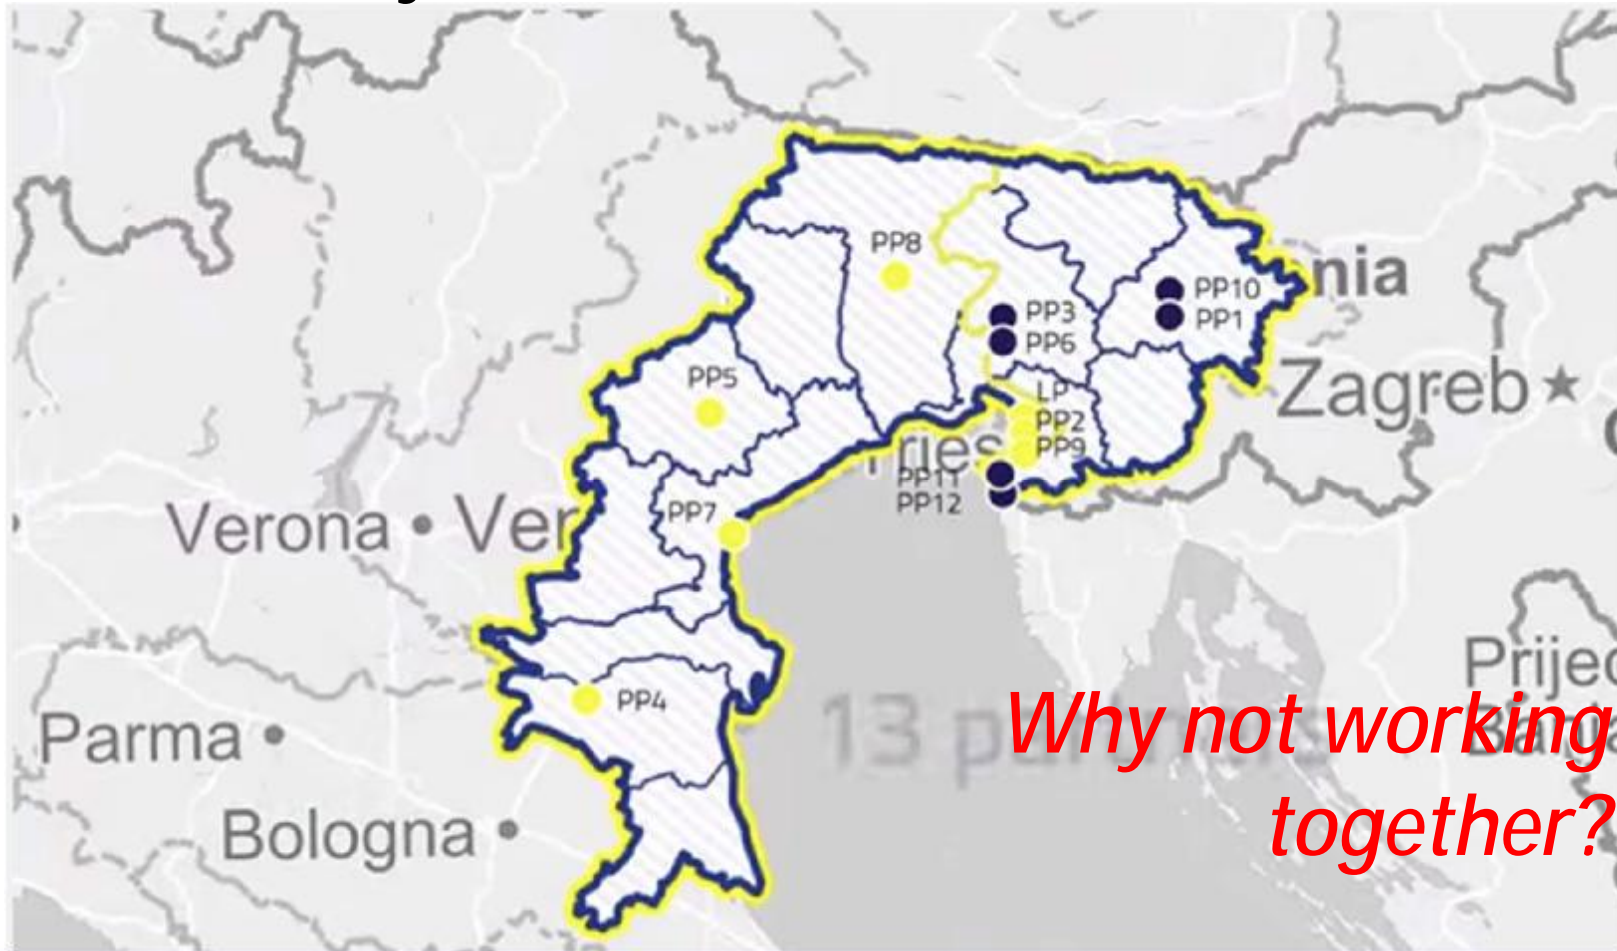 PP8
nia
PP10
PP3
PP1
PP6
PP5
Zagreb
LP
PP2
PP9
PP11
PP12
PP7
Verona
Prije
PP4
13
Why not working
Parma
together?
Bologna